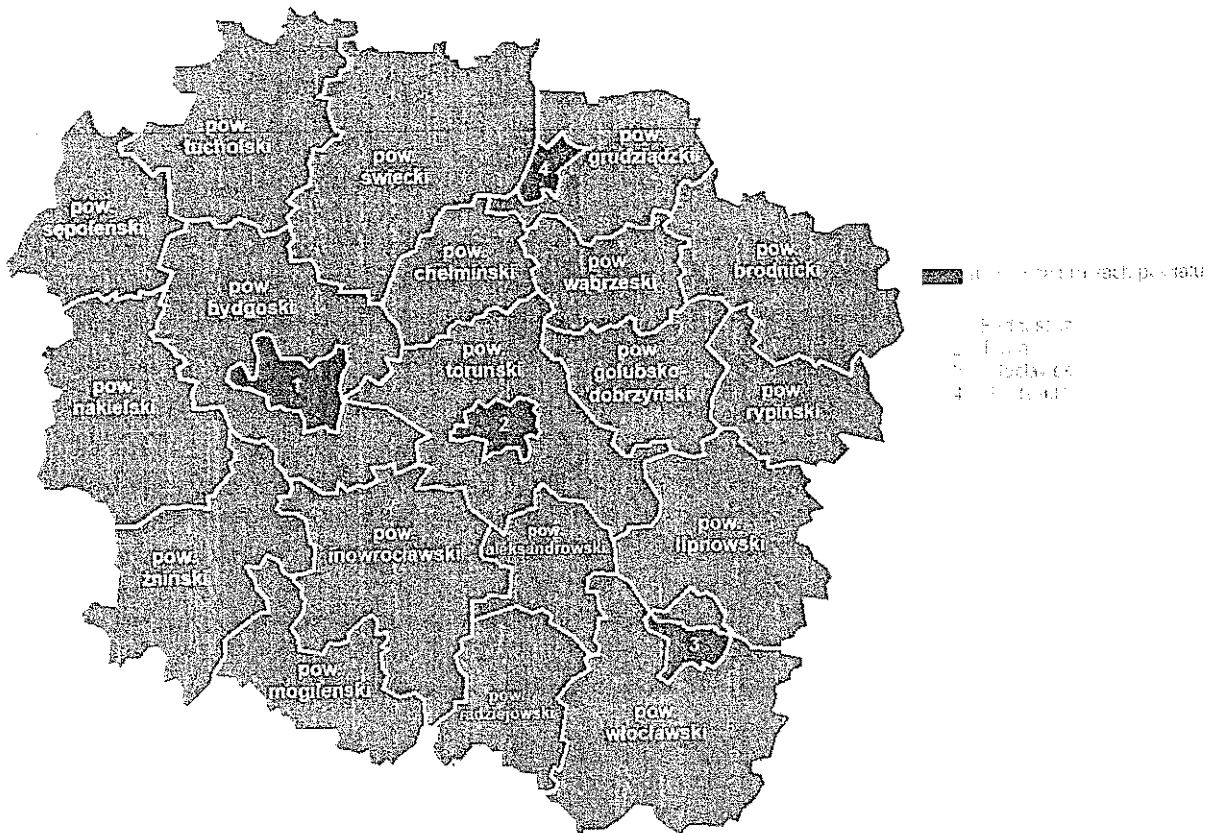 pow.
tucholski
pow.
świecki
pow.
grudziądzki
4
pow.
sępoleński
pow.
chełmiński
pow.
wąbrzeski
pow.
brodnicki
pow.
bydgoski
1
pow.
toruński
pow.
golubsko-
dobrzyński
pow.
rypiński
pow.
nakielski
2
pow.
inowrocławski
pow.
aleksandrowski
pow.
lipnowski
pow.
żniński
3
pow.
mogileński
pow.
radziejowski
pow.
włocławski
powiatu
4